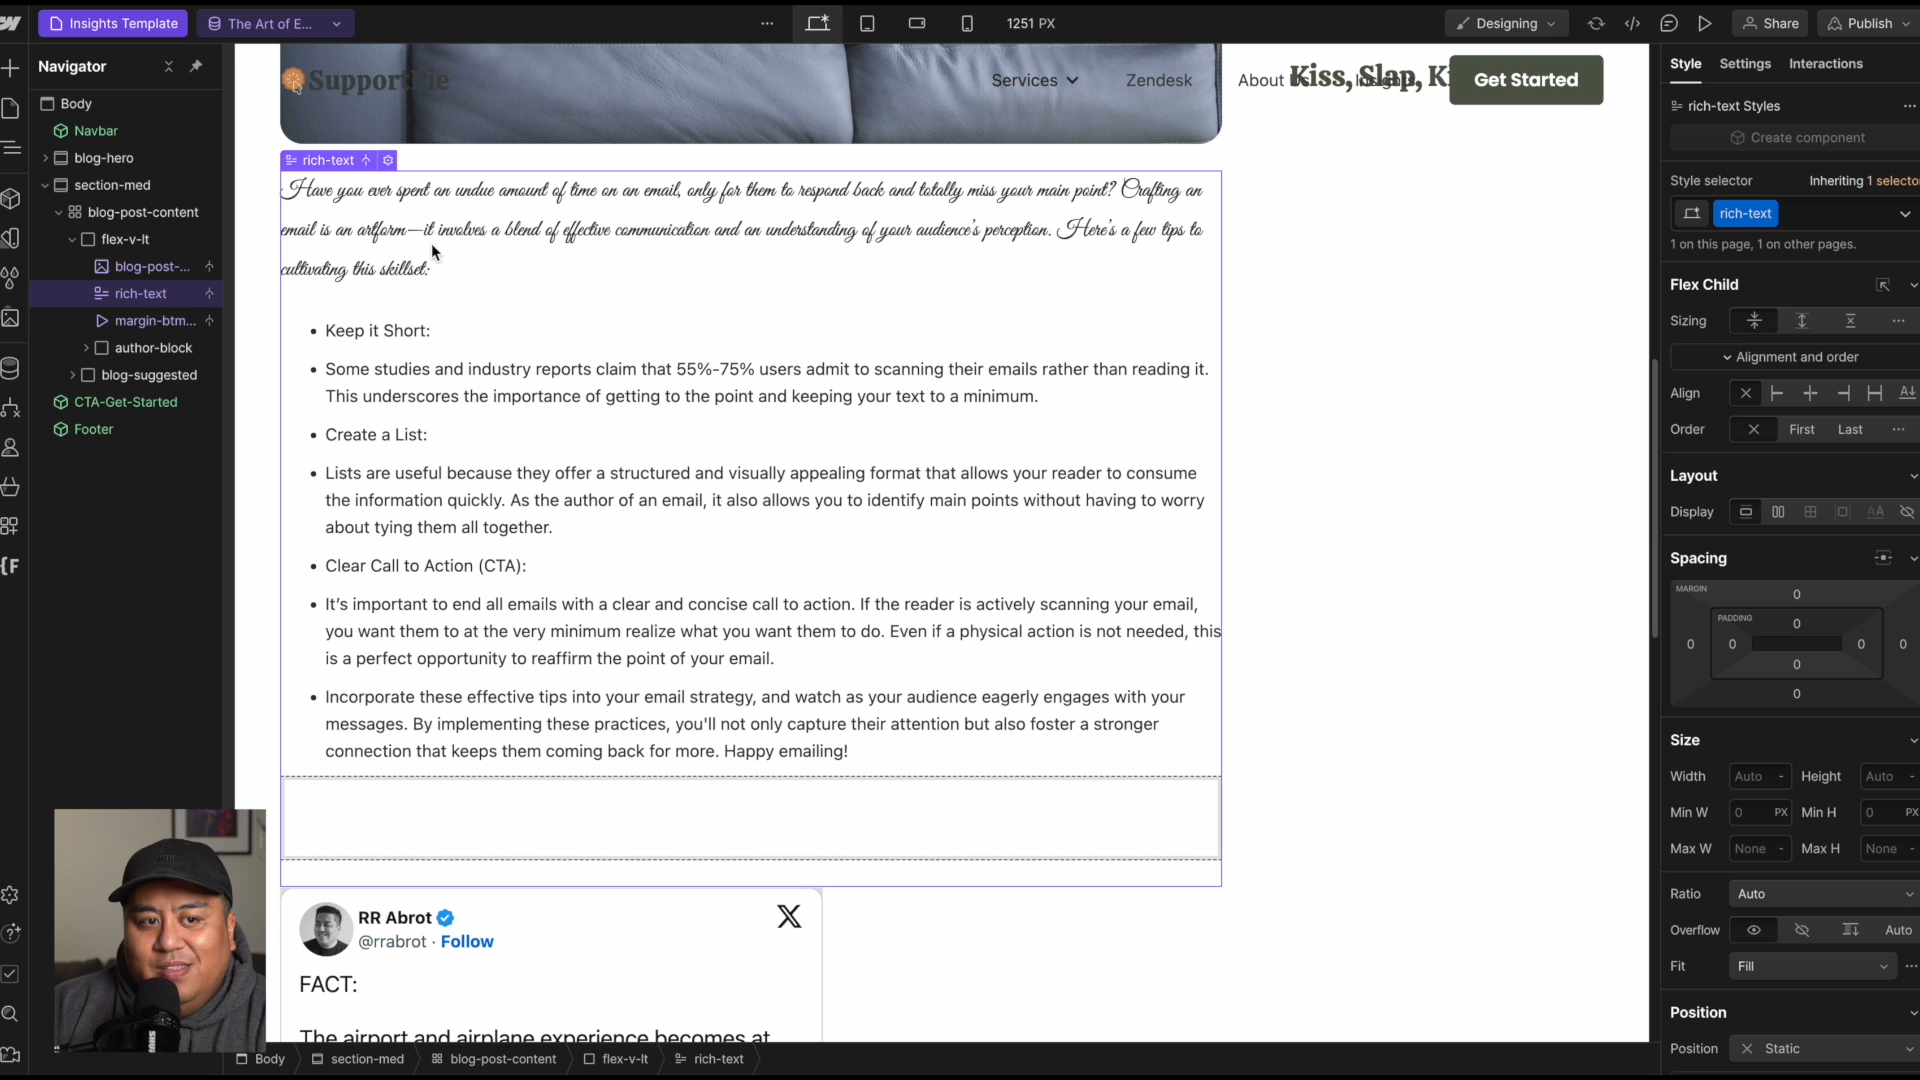 Insights Template
The Art of E...
1251 PX
Designing
Share
Publish
Navigator
Body
Navbar
blog-hero
section-med
blog-post-content
flex-v-lt
blog-post-...
rich-text
margin-btm...
author-block
blog-suggested
CTA-Get-Started
Footer
SupportPie
Services
Zendesk
About
Kiss, Slap, Ki
Get Started
rich-text
Have you ever spent an undue amount of time on an email, only for them to respond back and totally miss your main point? Crafting an
email is an artform—it involves a blend of effective communication and an understanding of your audience's perception. Here's a few tips to
cultivating this skillset:
• Keep it Short:
• Some studies and industry reports claim that 55%-75% users admit to scanning their emails rather than reading it.
This underscores the importance of getting to the point and keeping your text to a minimum.
• Create a List:
• Lists are useful because they offer a structured and visually appealing format that allows your reader to consume
the information quickly. As the author of an email, it also allows you to identify main points without having to worry
about tying them all together.
• Clear Call to Action (CTA):
• It's important to end all emails with a clear and concise call to action. If the reader is actively scanning your email,
you want them to at the very minimum realize what you want them to do. Even if a physical action is not needed, this
is a perfect opportunity to reaffirm the point of your email.
• Incorporate these effective tips into your email strategy, and watch as your audience eagerly engages with your
messages. By implementing these practices, you'll not only capture their attention but also foster a stronger
connection that keeps them coming back for more. Happy emailing!
RR Abrot
@rrabrot · Follow
FACT:
The airport and airplane experience becomes at
Body
section-med
blog-post-content
flex-v-lt
rich-text
Style
Settings
Interactions
rich-text Styles
Create component
Style selector
Inheriting 1 selector
rich-text
1 on this page, 1 on other pages.
Flex Child
Sizing
Alignment and order
Align
Order
First
Last
Layout
Display
Spacing
MARGIN
0
PADDING
0
0
0
0
0
0
0
Size
Width
Auto -
Height
Auto -
Min W
0 PX
Min H
0 PX
Max W
None -
Max H
None -
Ratio
Auto
Overflow
Auto
Fit
Fill
Position
Position
Static